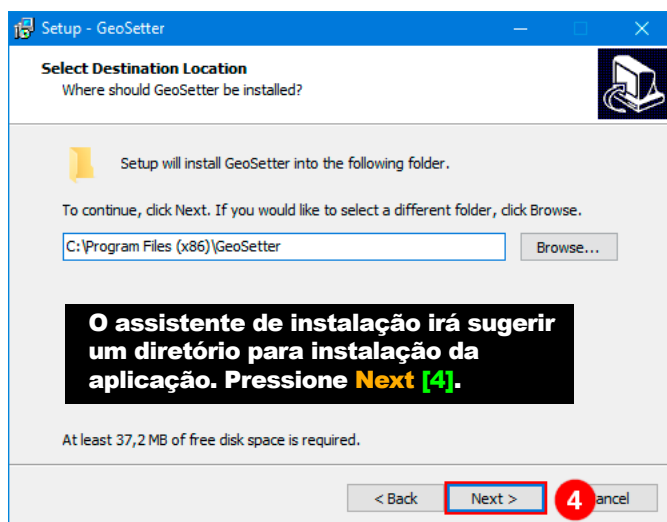 Setup - GeoSetter
Select Destination Location
Where should GeoSetter be installed?
Setup will install GeoSetter into the following folder.
To continue, click Next. If you would like to select a different folder, click Browse.
C:\Program Files (x86)\GeoSetter
Browse...
O assistente de instalação irá sugerir
um diretório para instalação da
aplicação. Pressione Next [4].
At least 37,2 MB of free disk space is required.
< Back
Next >
4
ancel